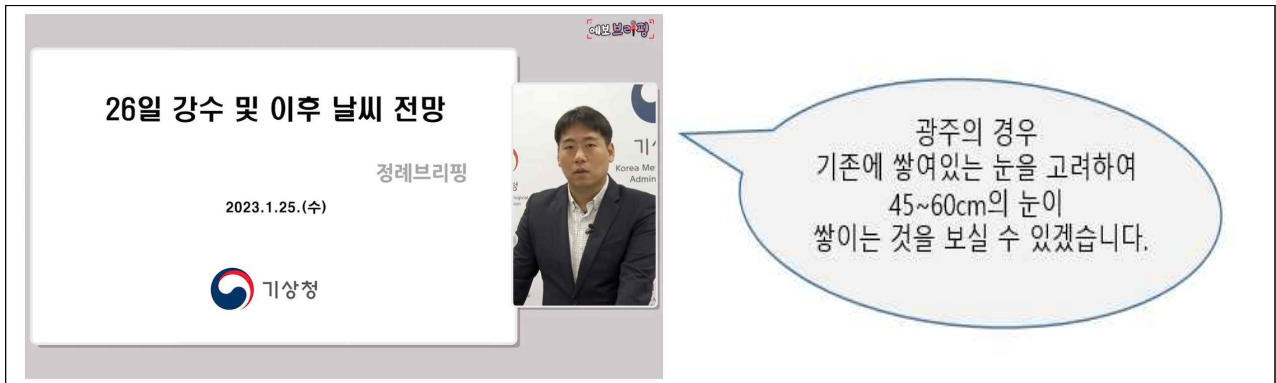 예보브리핑
26일 강수 및 이후 날씨 전망
정례브리핑
2023.1.25.(수)
기상청
Korea Me
Admin
광주의 경우
기존에 쌓여있는 눈을 고려하여
45~60cm의 눈이
쌓이는 것을 보실 수 있겠습니다.